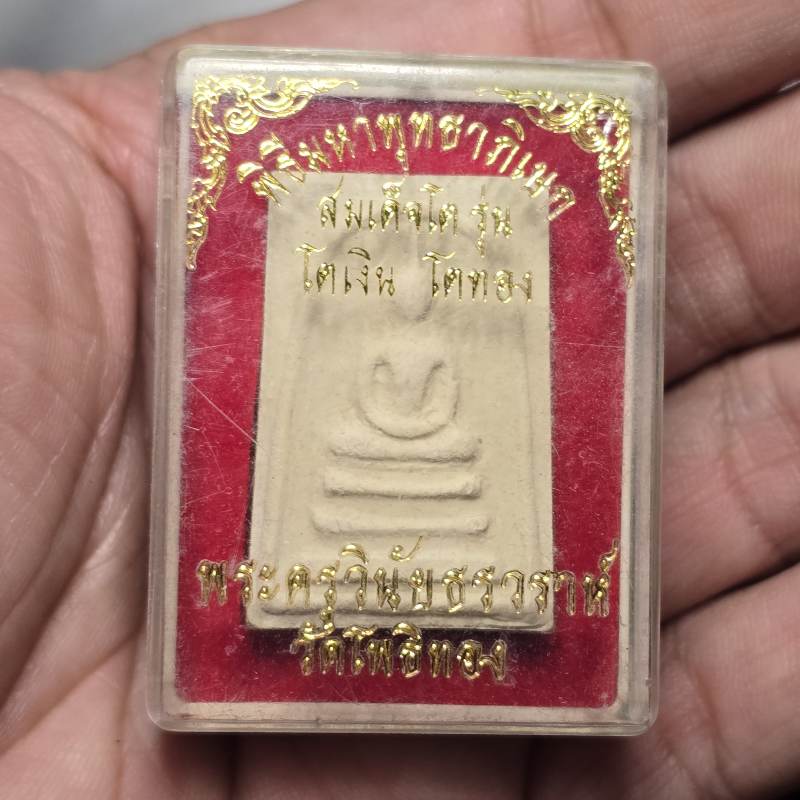 พิธีมหาพุทธาภิเษก
สมเด็จโต รุ่น
โตเงิน โตทอง
พระครูวินัยธรวราห์
วัดโพธิทอง